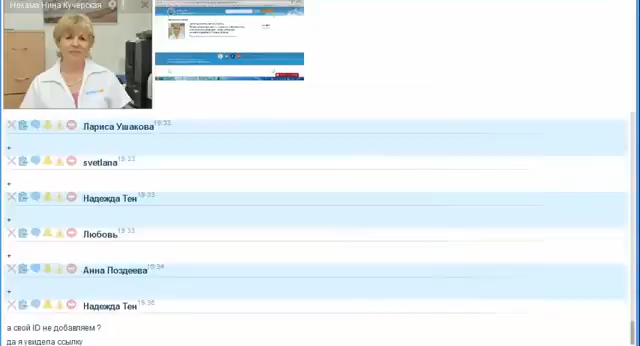 Нехама Нина Кучерская
Лариса Ушакова 19:33
+
svetlana 19:33
+
Надежда Тен 19:33
+
Любовь 19:33
+
Анна Поздеева 19:34
+
Надежда Тен 19:35
а свой ID не добавляем ?
да я увидела ссылку